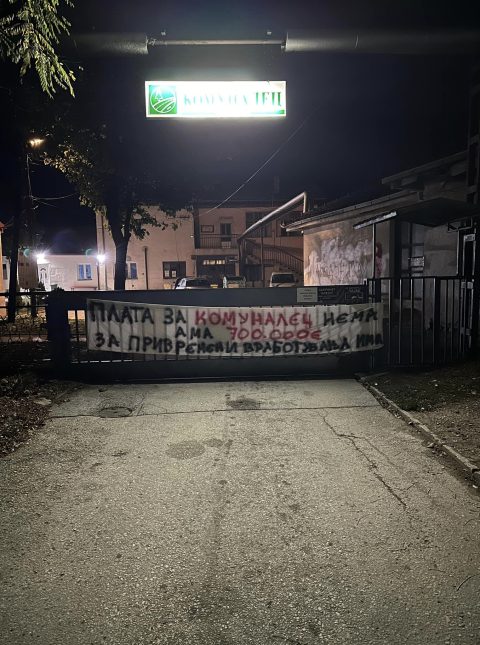 КОМУНАЛЕЦ
ПЛАТА ЗА КОМУНАЛЕЦ НЕМА
АМА 700.000€
ЗА ПРИВРЕМЕНИ ВРАБОТУВАЊА ИМА